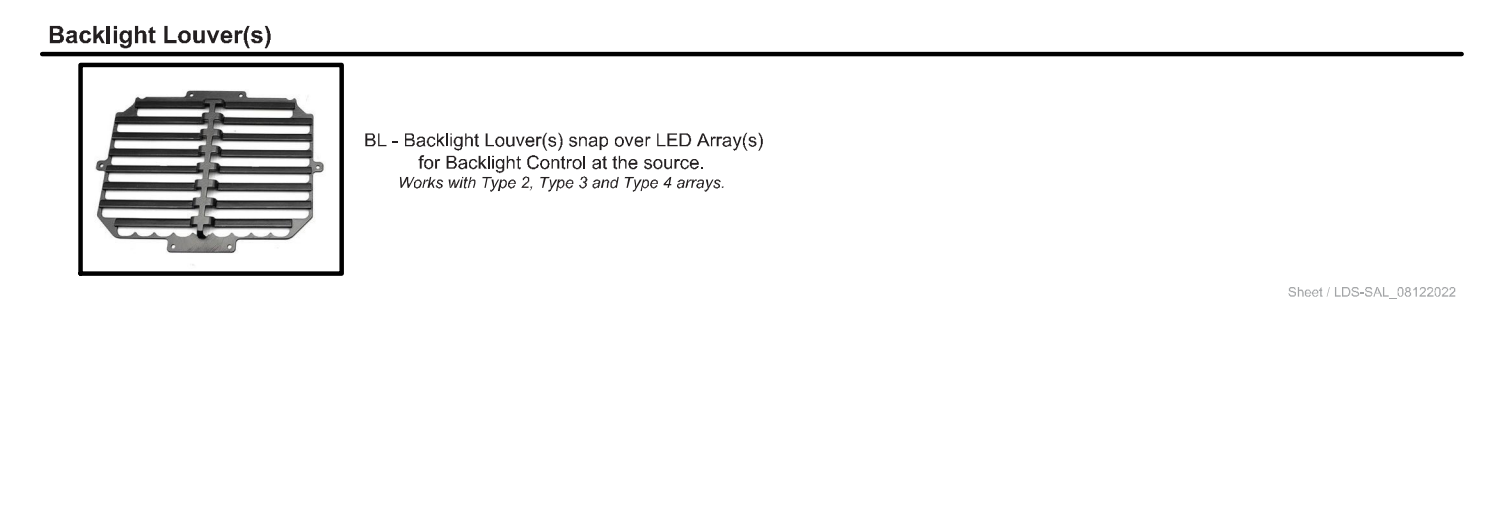 Backlight Louver(s)
BL - Backlight Louver(s) snap over LED Array(s)
for Backlight Control at the source.
Works with Type 2, Type 3 and Type 4 arrays.
Sheet / LDS-SAL_08122022